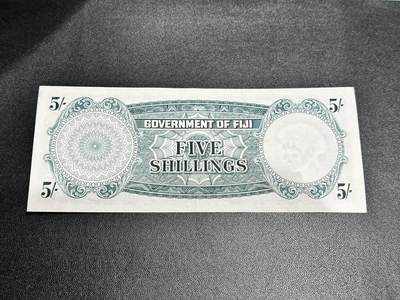 5/- 5/-
GOVERNMENT OF FIJI
FIVE
SHILLINGS
5/- 5/-